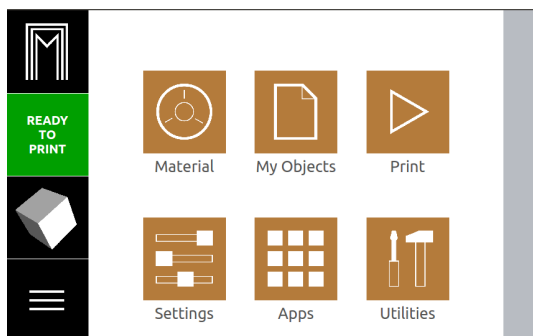 READY
TO
PRINT
Material
My Objects
Print
Settings
Apps
Utilities